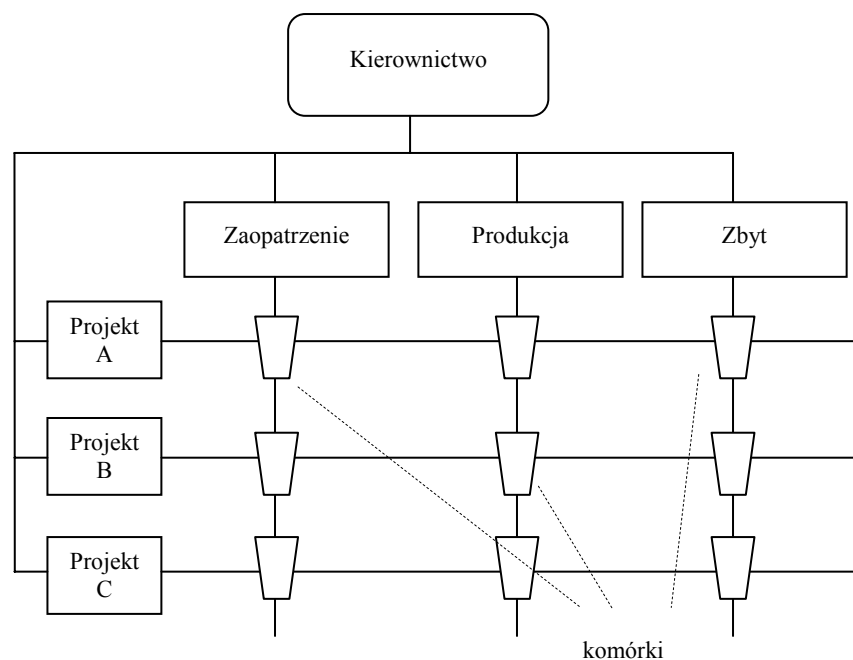 Kierownictwo
Zaopatrzenie
Produkcja
Zbyt
Projekt
A
Projekt
B
Projekt
C
komórki